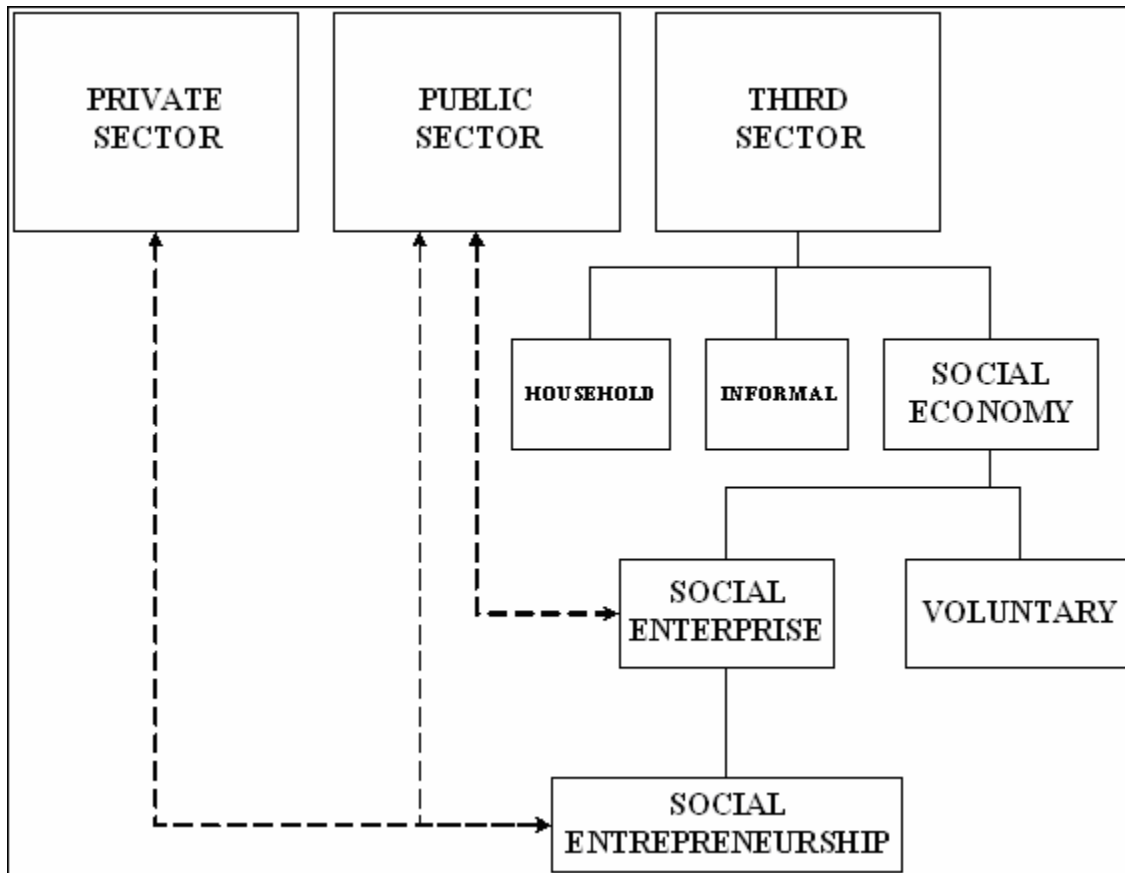 PRIVATE
SECTOR
PUBLIC
SECTOR
THIRD
SECTOR
HOUSEHOLD
INFORMAL
SOCIAL
ECONOMY
SOCIAL
ENTERPRISE
VOLUNTARY
SOCIAL
ENTREPRENEURSHIP